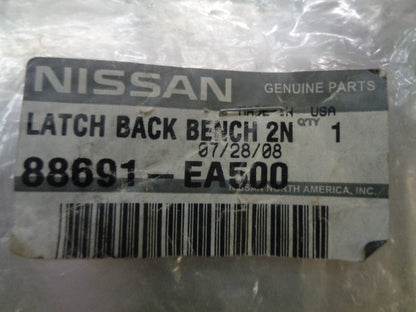 NISSAN GENUINE PARTS
MADE IN USA
LATCH BACK BENCH 2N QTY 1
07/28/08
88691-EA500
NISSAN NORTH AMERICA, INC.